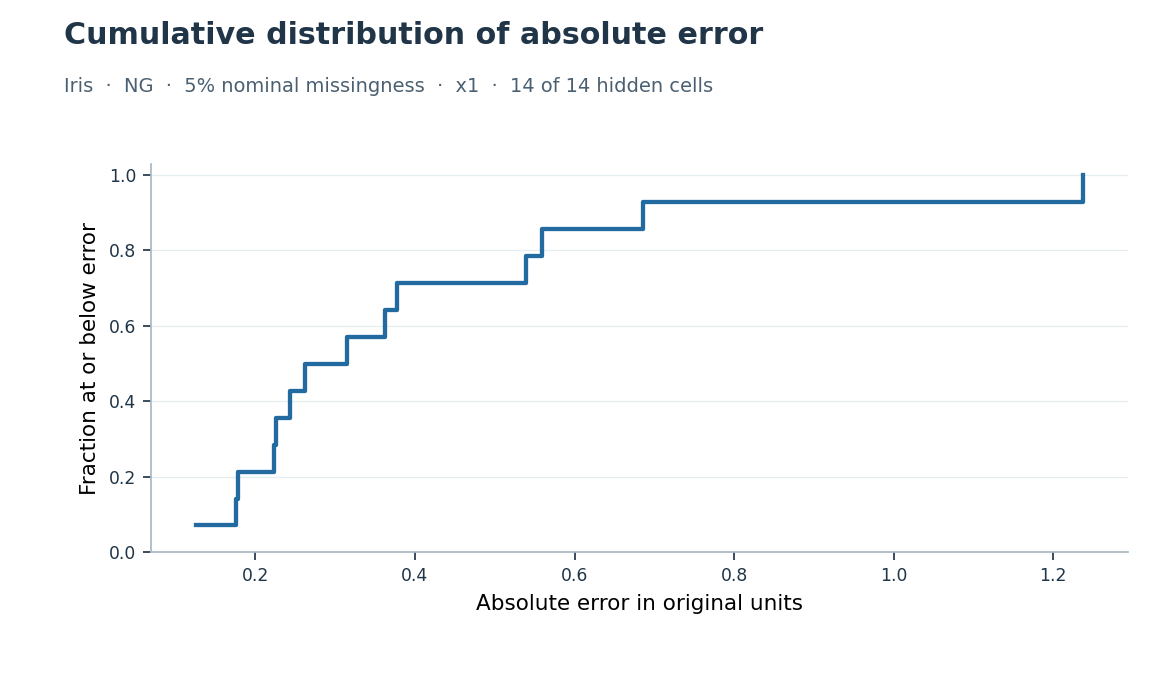 Cumulative distribution of absolute error
Iris · NG · 5% nominal missingness · x1 · 14 of 14 hidden cells
1.0
0.8
0.6
0.4
0.2
0.0
Fraction at or below error
0.2 0.4 0.6 0.8 1.0 1.2
Absolute error in original units